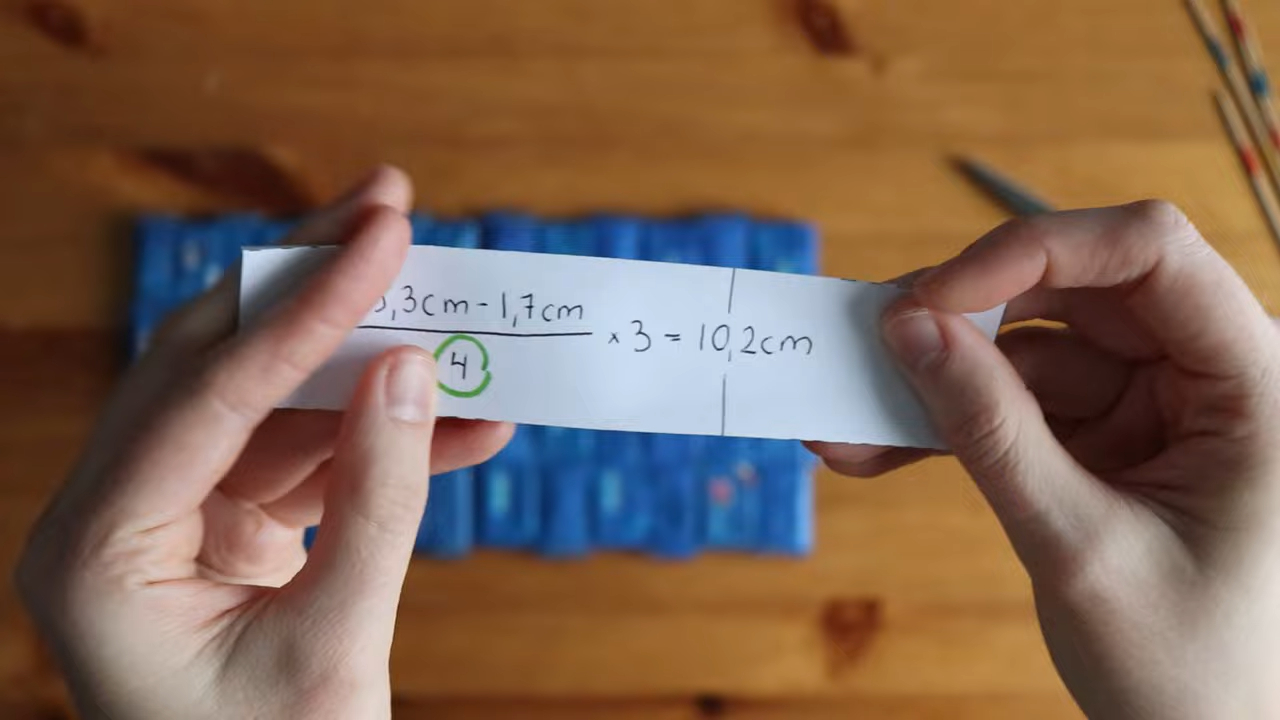 ,3cm - 1,7cm
4
× 3 = 10,2cm